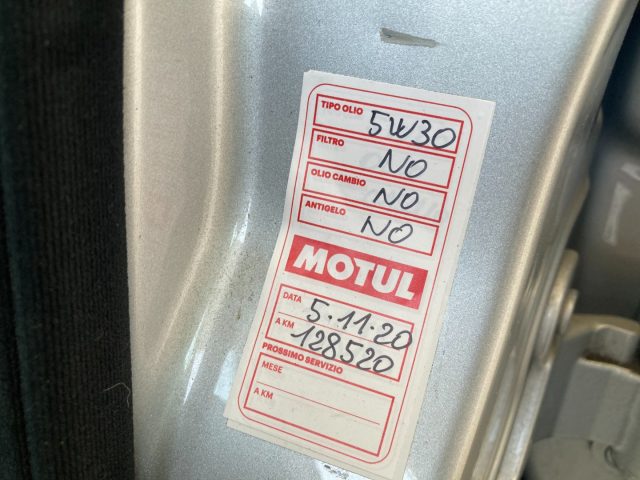 TIPO OLIO 5W30
FILTRO NO
OLIO CAMBIO NO
ANTIGELO NO
MOTUL
DATA 5.11.20
A KM 128520
PROSSIMO SERVIZIO
MESE
A KM